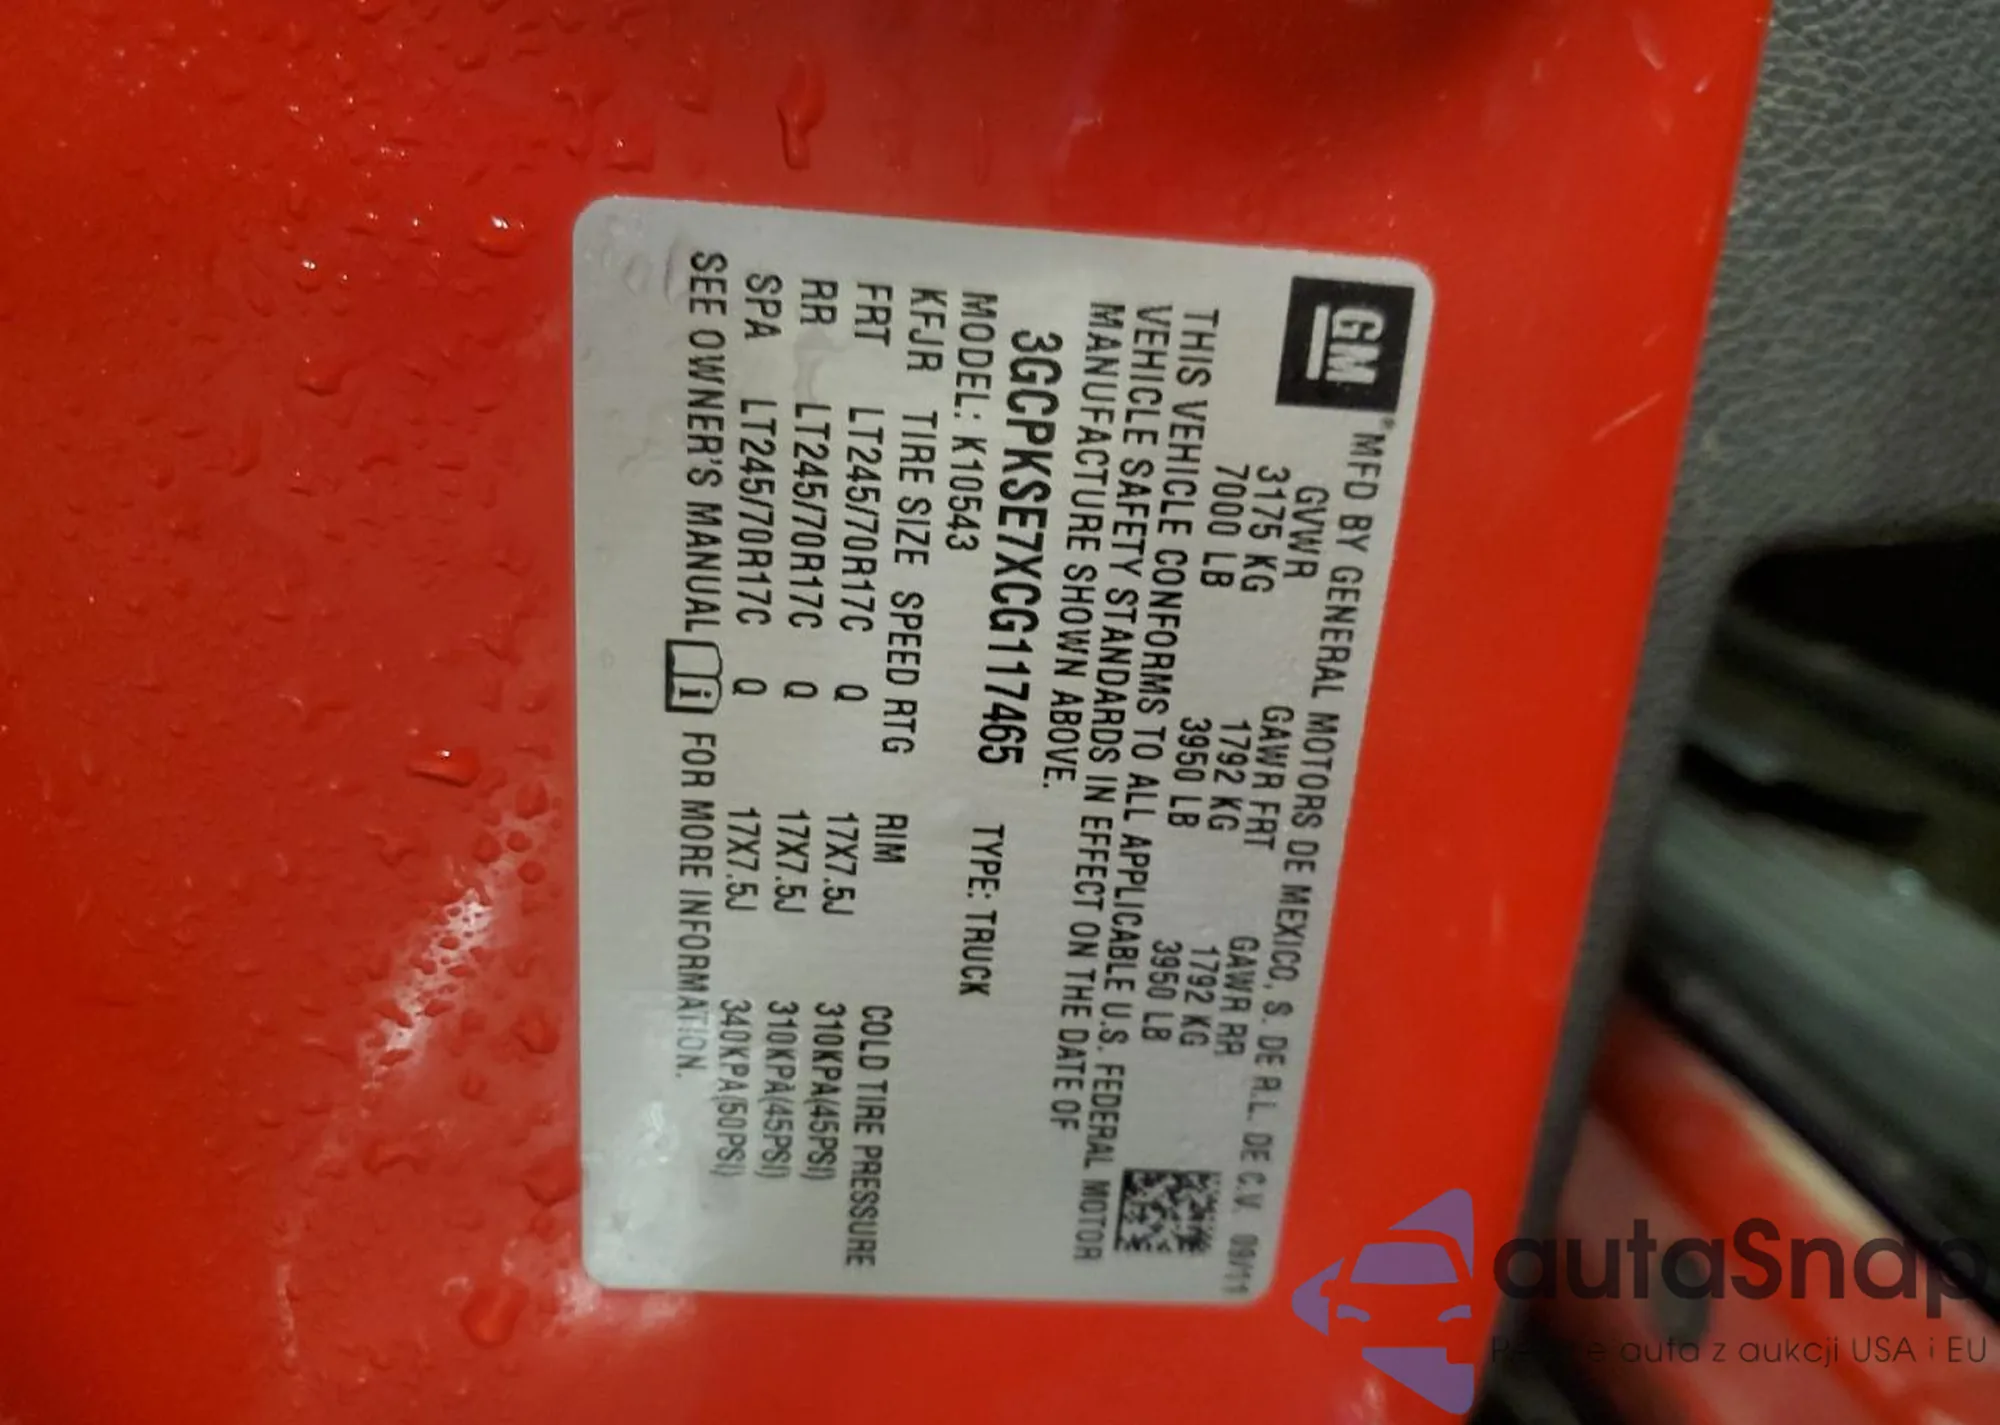 GM ® MFD BY GENERAL MOTORS DE MEXICO, S. DE R.L. DE C.V. 09/11
GVWR GAWR FRT GAWR RR
3175 KG 1792 KG 1792 KG
7000 LB 3950 LB 3950 LB
THIS VEHICLE CONFORMS TO ALL APPLICABLE U.S. FEDERAL MOTOR
VEHICLE SAFETY STANDARDS IN EFFECT ON THE DATE OF
MANUFACTURE SHOWN ABOVE.
3GCPKSE7XCG117465 TYPE: TRUCK
MODEL: K10543
KFJR TIRE SIZE SPEED RTG RIM COLD TIRE PRESSURE
FRT LT245/70R17C Q 17X7.5J 310KPA(45PSI)
RR LT245/70R17C Q 17X7.5J 310KPA(45PSI)
SPA LT245/70R17C Q 17X7.5J 340KPA(50PSI)
SEE OWNER'S MANUAL i FOR MORE INFORMATION.
autaSnap
auta z aukcji USA i EU